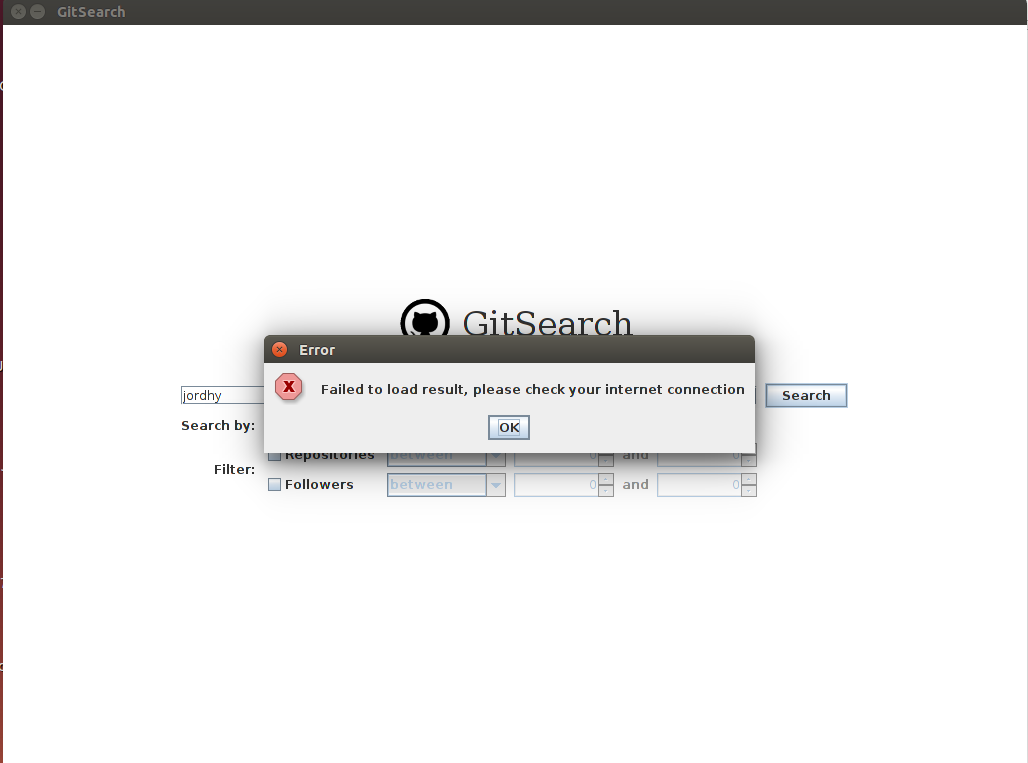 GitSearch
GitSearch
Error
Failed to load result, please check your internet connection
OK
jordhy
Search
Search by:
Repositories between 0 and 0
Filter:
Followers between 0 and 0